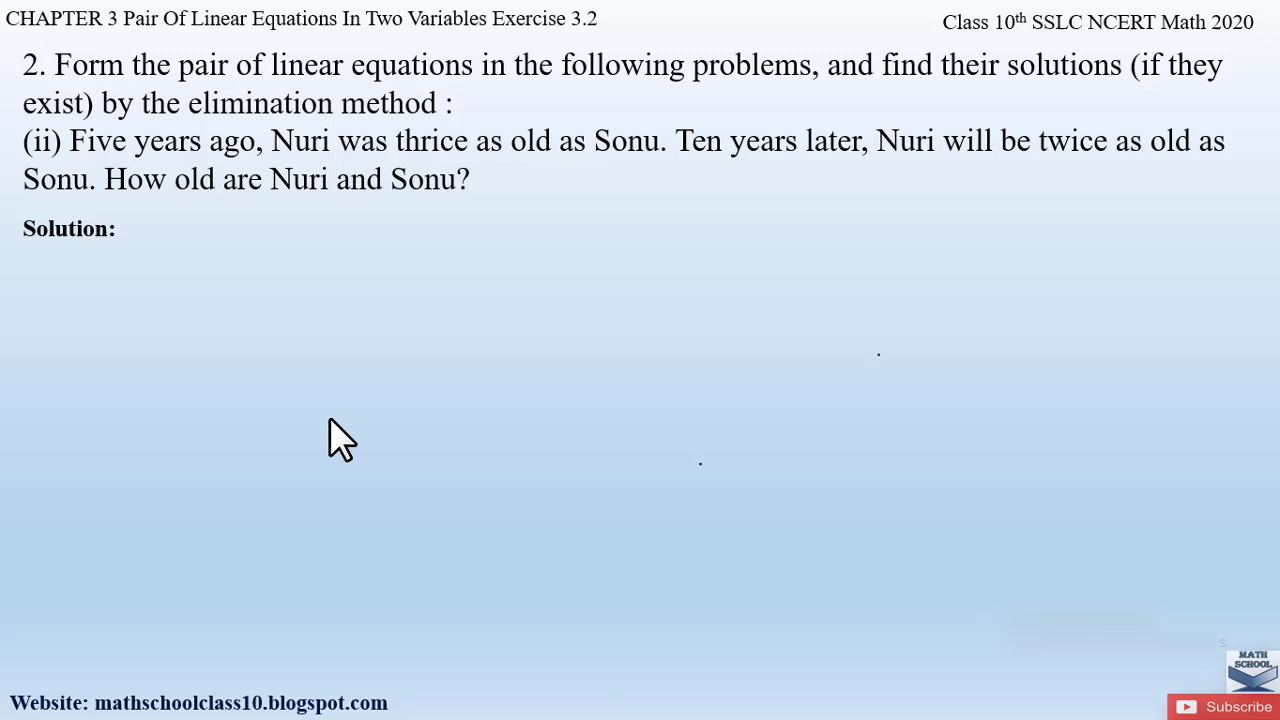 CHAPTER 3 Pair Of Linear Equations In Two Variables Exercise 3.2
Class 10th SSLC NCERT Math 2020
2. Form the pair of linear equations in the following problems, and find their solutions (if they
exist) by the elimination method :
(ii) Five years ago, Nuri was thrice as old as Sonu. Ten years later, Nuri will be twice as old as
Sonu. How old are Nuri and Sonu?
Solution:
S.
MATH
SCHOOL
Website: mathschoolclass10.blogspot.com
Subscribe